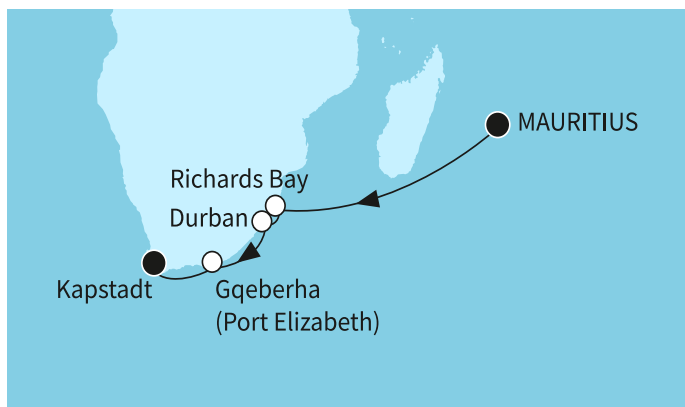 MAURITIUS
Richards Bay
Durban
Kapstadt
Gqeberha
(Port Elizabeth)